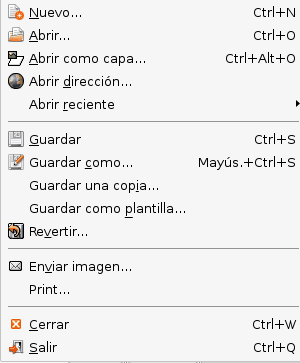 Nuevo... Ctrl+N
Abrir... Ctrl+O
Abrir como capa... Ctrl+Alt+O
Abrir dirección...
Abrir reciente
Guardar Ctrl+S
Guardar como... Mayús.+Ctrl+S
Guardar una copia...
Guardar como plantilla...
Revertir...
Enviar imagen...
Print...
Cerrar Ctrl+W
Salir Ctrl+Q